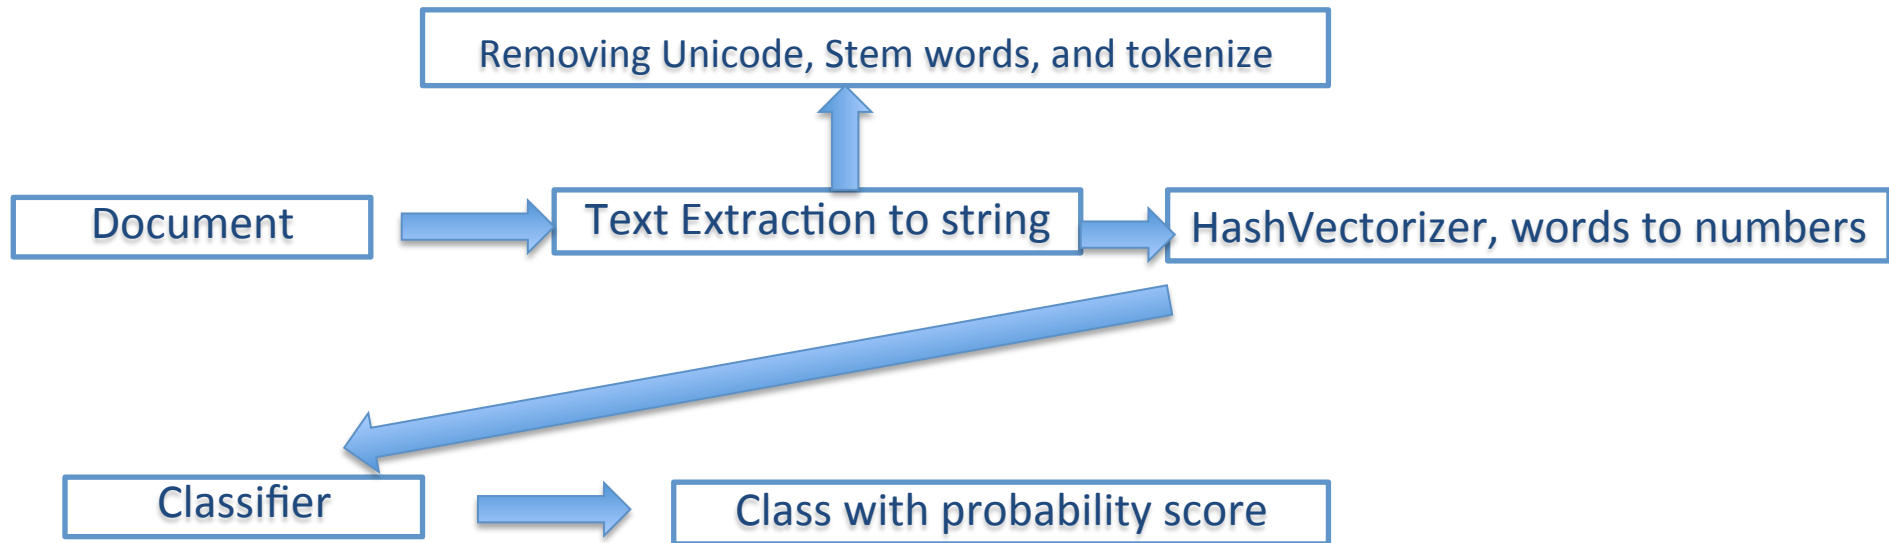 Removing Unicode, Stem words, and tokenize
Document
Text Extraction to string
HashVectorizer, words to numbers
Classifier
Class with probability score